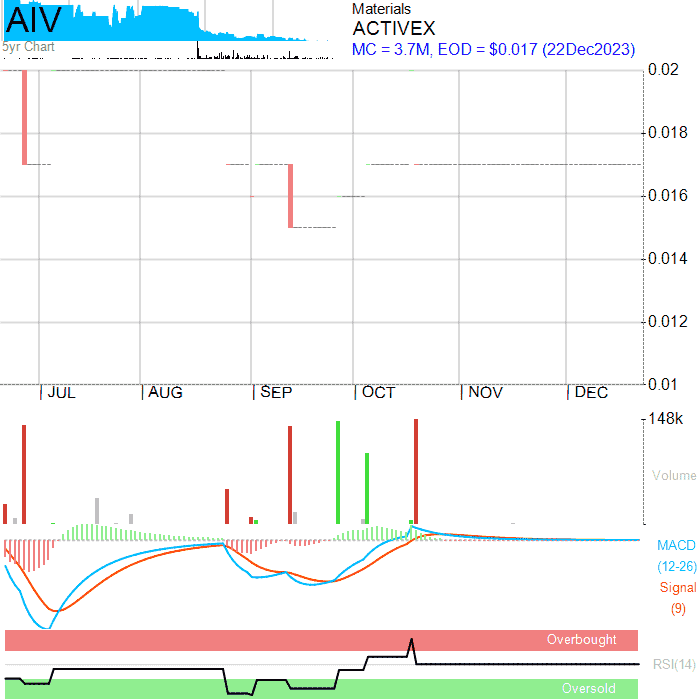 AIV
5yr Chart
Materials
ACTIVEX
MC = 3.7M, EOD = $0.017 (22Dec2023)
0.02
0.018
0.016
0.014
0.012
0.01
JUL AUG SEP OCT NOV DEC
148k
Volume
MACD
(12-26)
Signal
(9)
Overbought
RSI(14)
Oversold